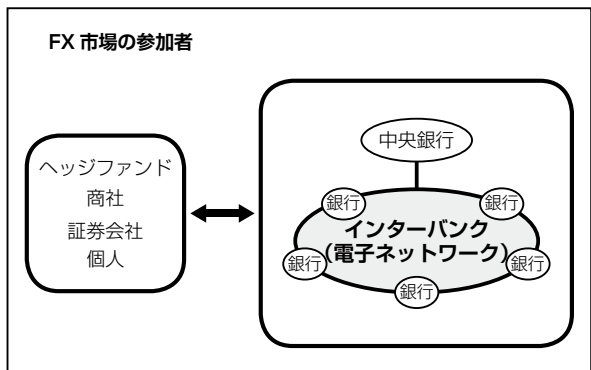 FX 市場の参加者
ヘッジファンド
商社
証券会社
個人
中央銀行
銀行
銀行
インターバンク
(電子ネットワーク)
銀行
銀行
銀行